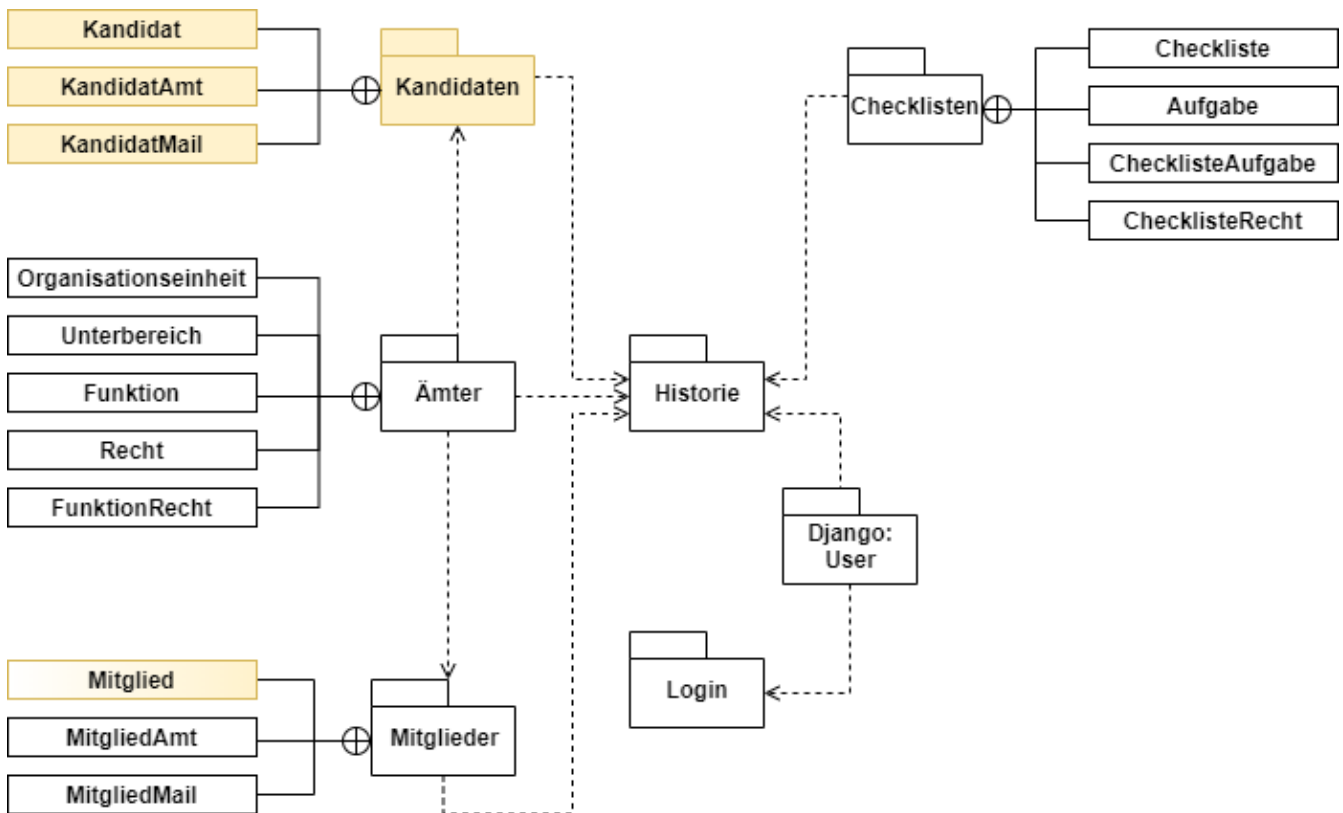 Kandidat
KandidatAmt
KandidatMail
Kandidaten
Checklisten
Checkliste
Aufgabe
ChecklisteAufgabe
ChecklisteRecht
Organisationseinheit
Unterbereich
Funktion
Recht
FunktionRecht
Ämter
Historie
Django:
User
Login
Mitglied
MitgliedAmt
MitgliedMail
Mitglieder